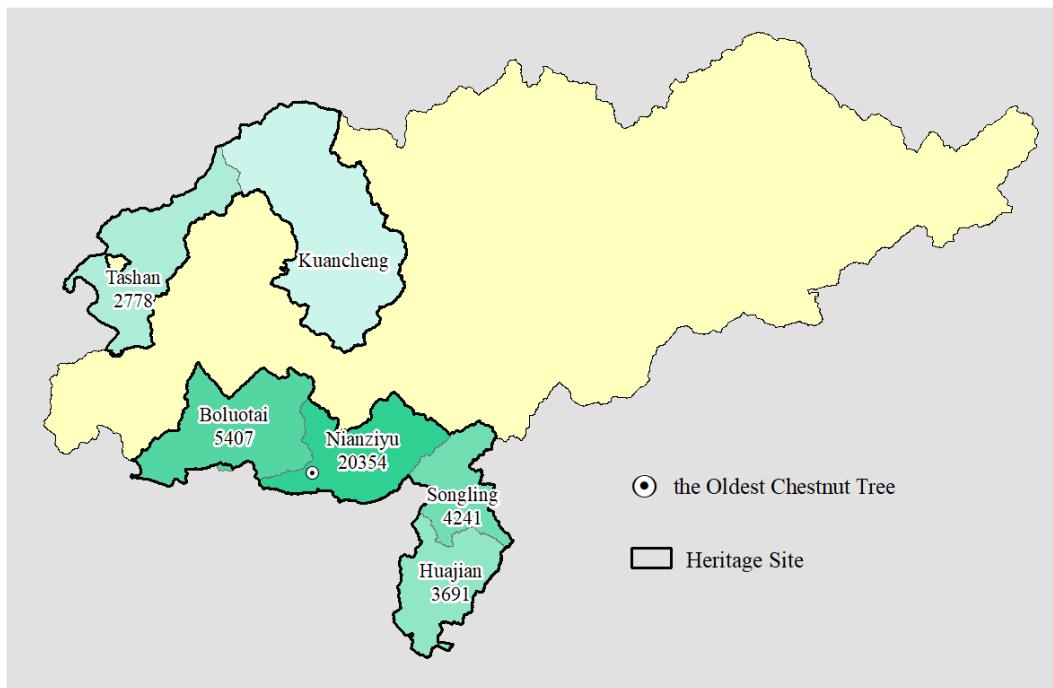 Kuancheng
Tashan
2778
Boluotai
5407
Nianziyu
20354
Songling
4241
Huajian
3691
the Oldest Chestnut Tree
Heritage Site